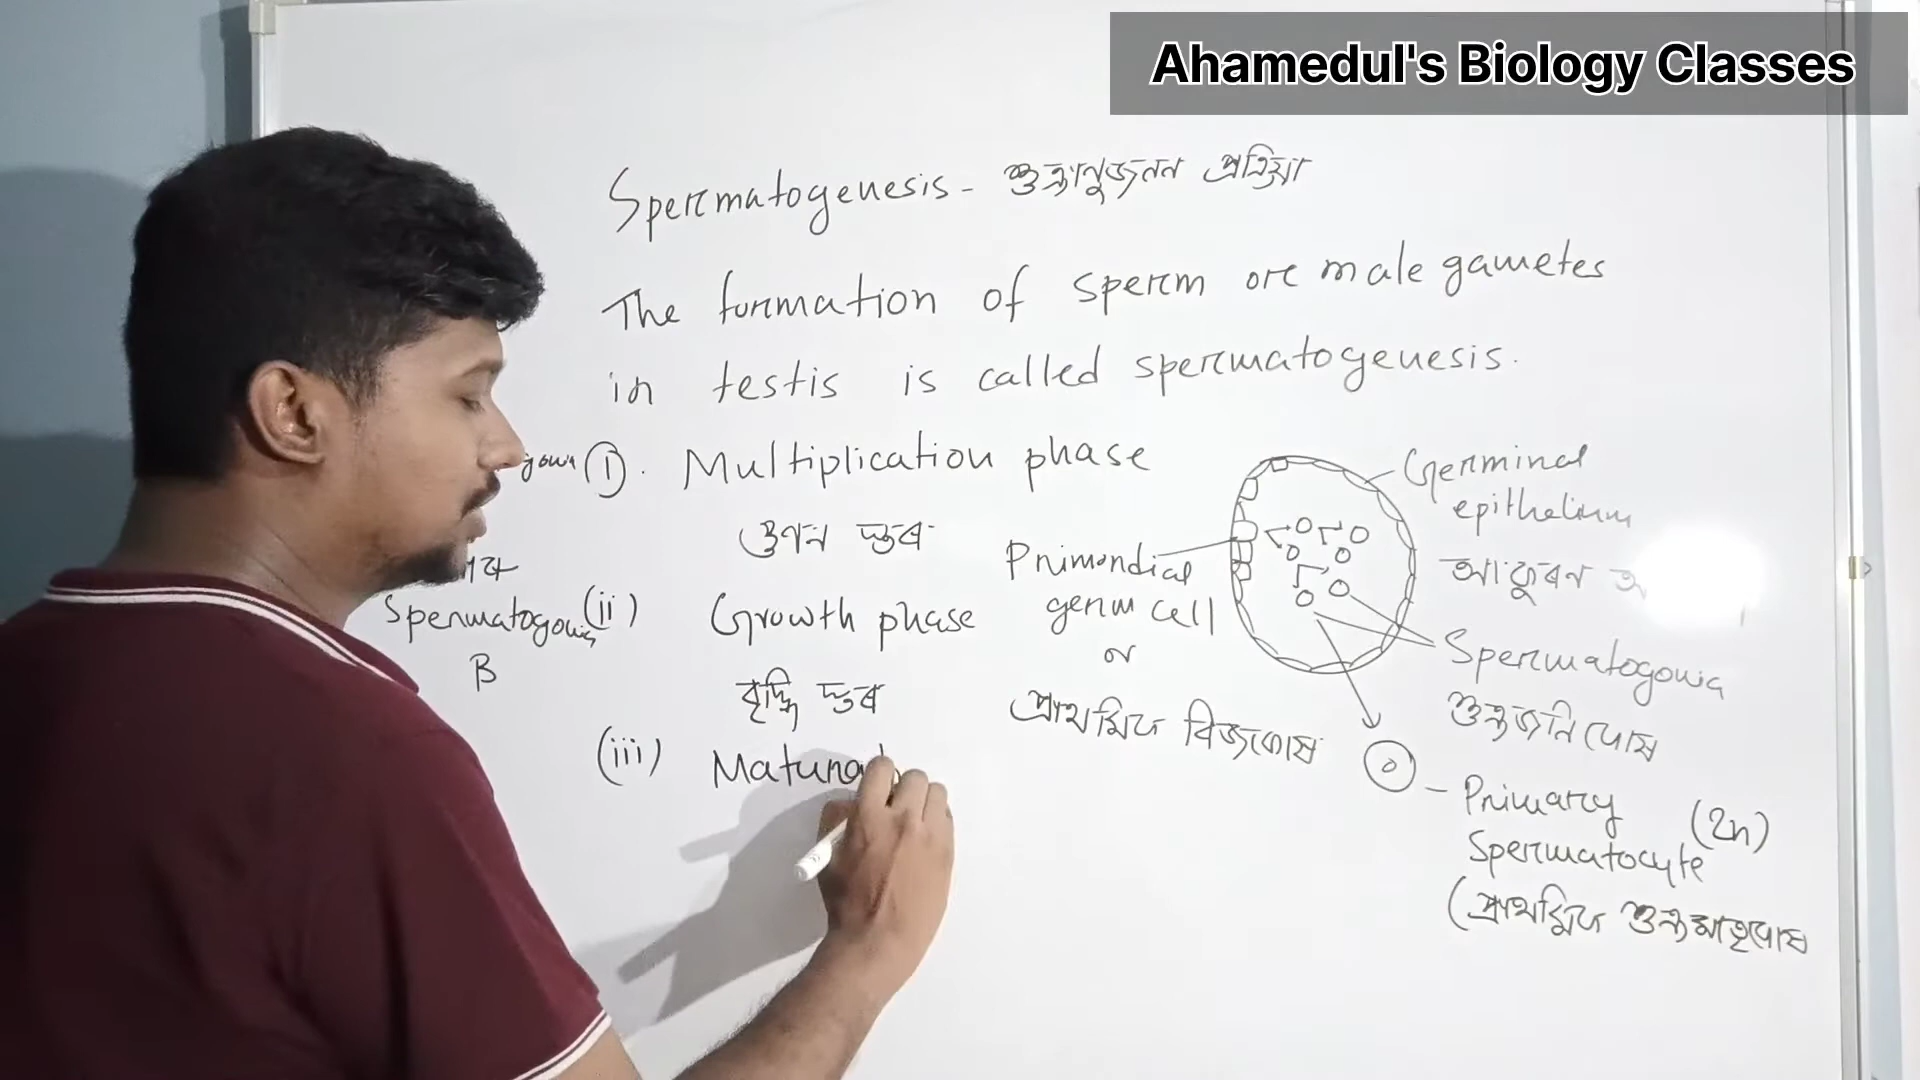 Ahamedul's Biology Classes
Spermatogenesis - শুক্রাণুজনন প্রক্রিয়া
The formation of sperm or male gametes
in testis is called spermatogenesis.
(I). Multiplication phase
গুণন স্তর
Spermatogonia
B
(ii) Growth phase
বৃদ্ধি স্তর
(iii) Matura
Primordial
germ cell
or
প্রাথমিক বিজকোষ
Germinal
epithelium
Spermatogonia
শুক্রজনি কোষ
Primary (2n)
Spermatocyte
(প্রাথমিক শুক্রমাতৃকোষ